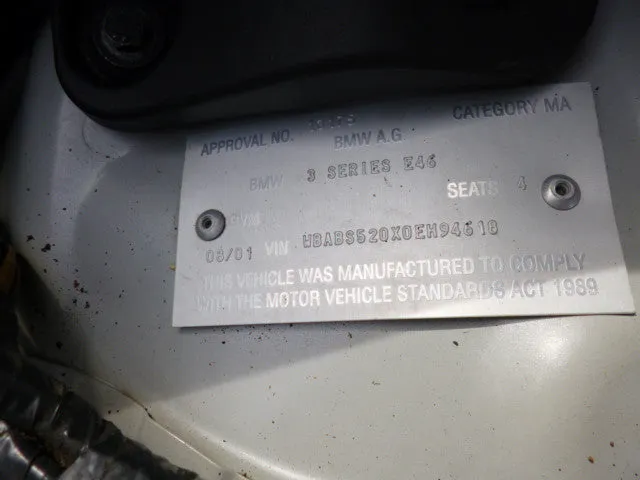 CATEGORY MA
APPROVAL NO.
BMW A.G
BMW 3 SERIES E46
SEATS 4
08/01 VIN WBABS520X0EH94618
THIS VEHICLE WAS MANUFACTURED TO COMPLY
WITH THE MOTOR VEHICLE STANDARDS ACT 1989